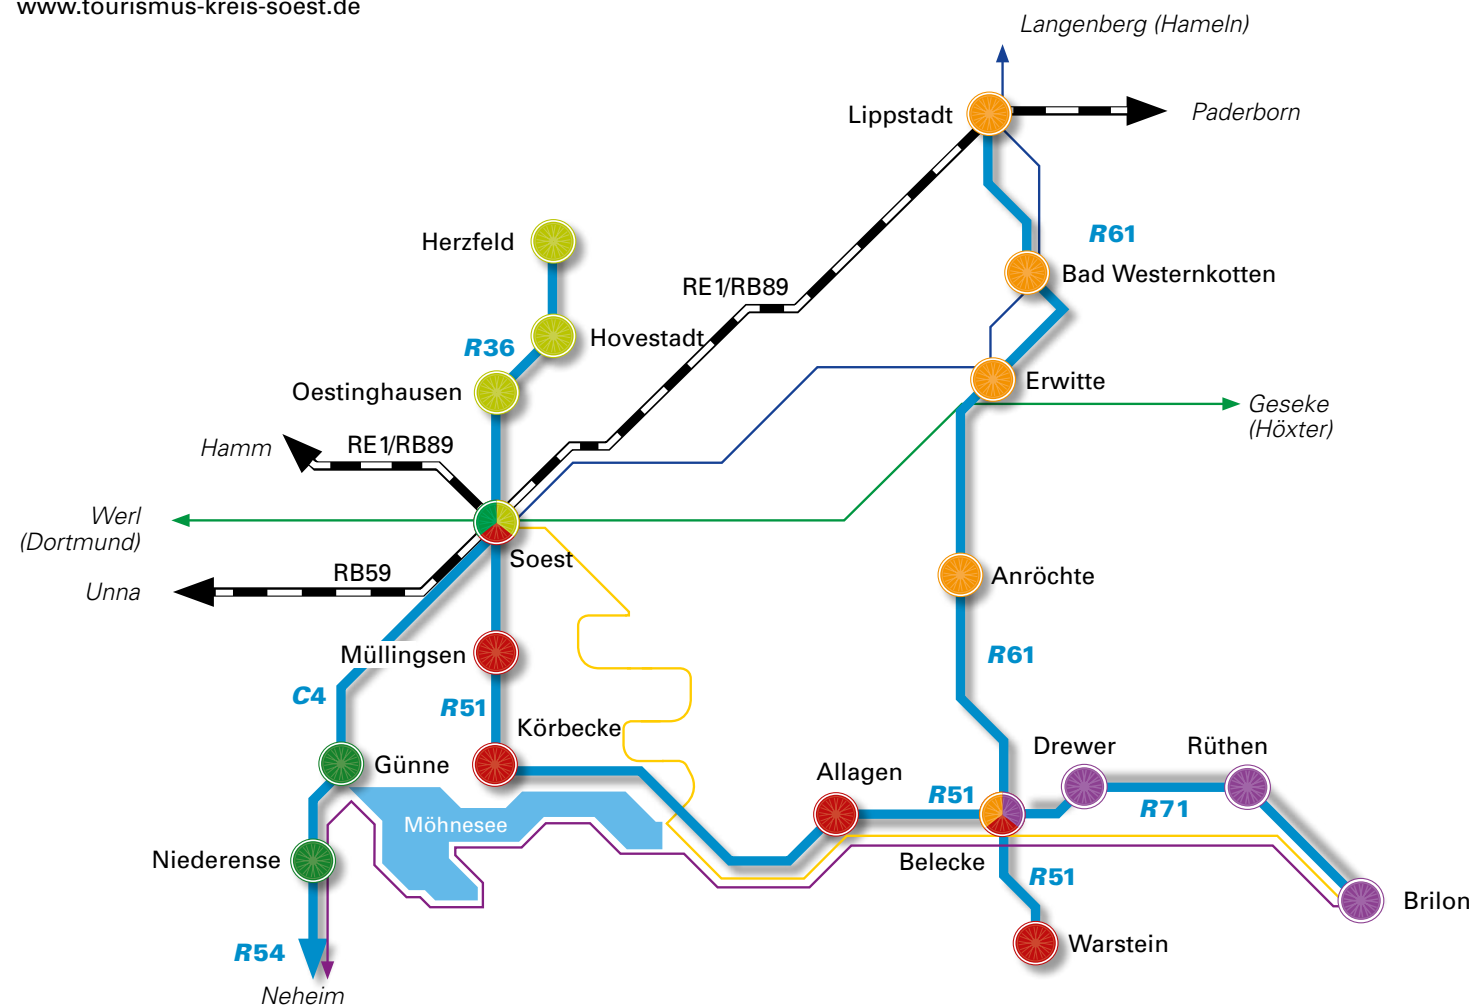 www.tourismus-kreis-soest.de
Langenberg (Hameln)
Lippstadt
Paderborn
R61
Herzfeld
Bad Westernkotten
RE1/RB89
Hovestadt
R36
Oestinghausen
Erwitte
Geseke
(Höxter)
Hamm
RE1/RB89
Werl
(Dortmund)
Soest
RB59
Unna
Anröchte
Müllingsen
R61
C4
R51
Körbecke
Günne
Drewer
Rüthen
Allagen
R51
R71
Möhnesee
Niederense
Belecke
R51
Brilon
Warstein
R54
Neheim